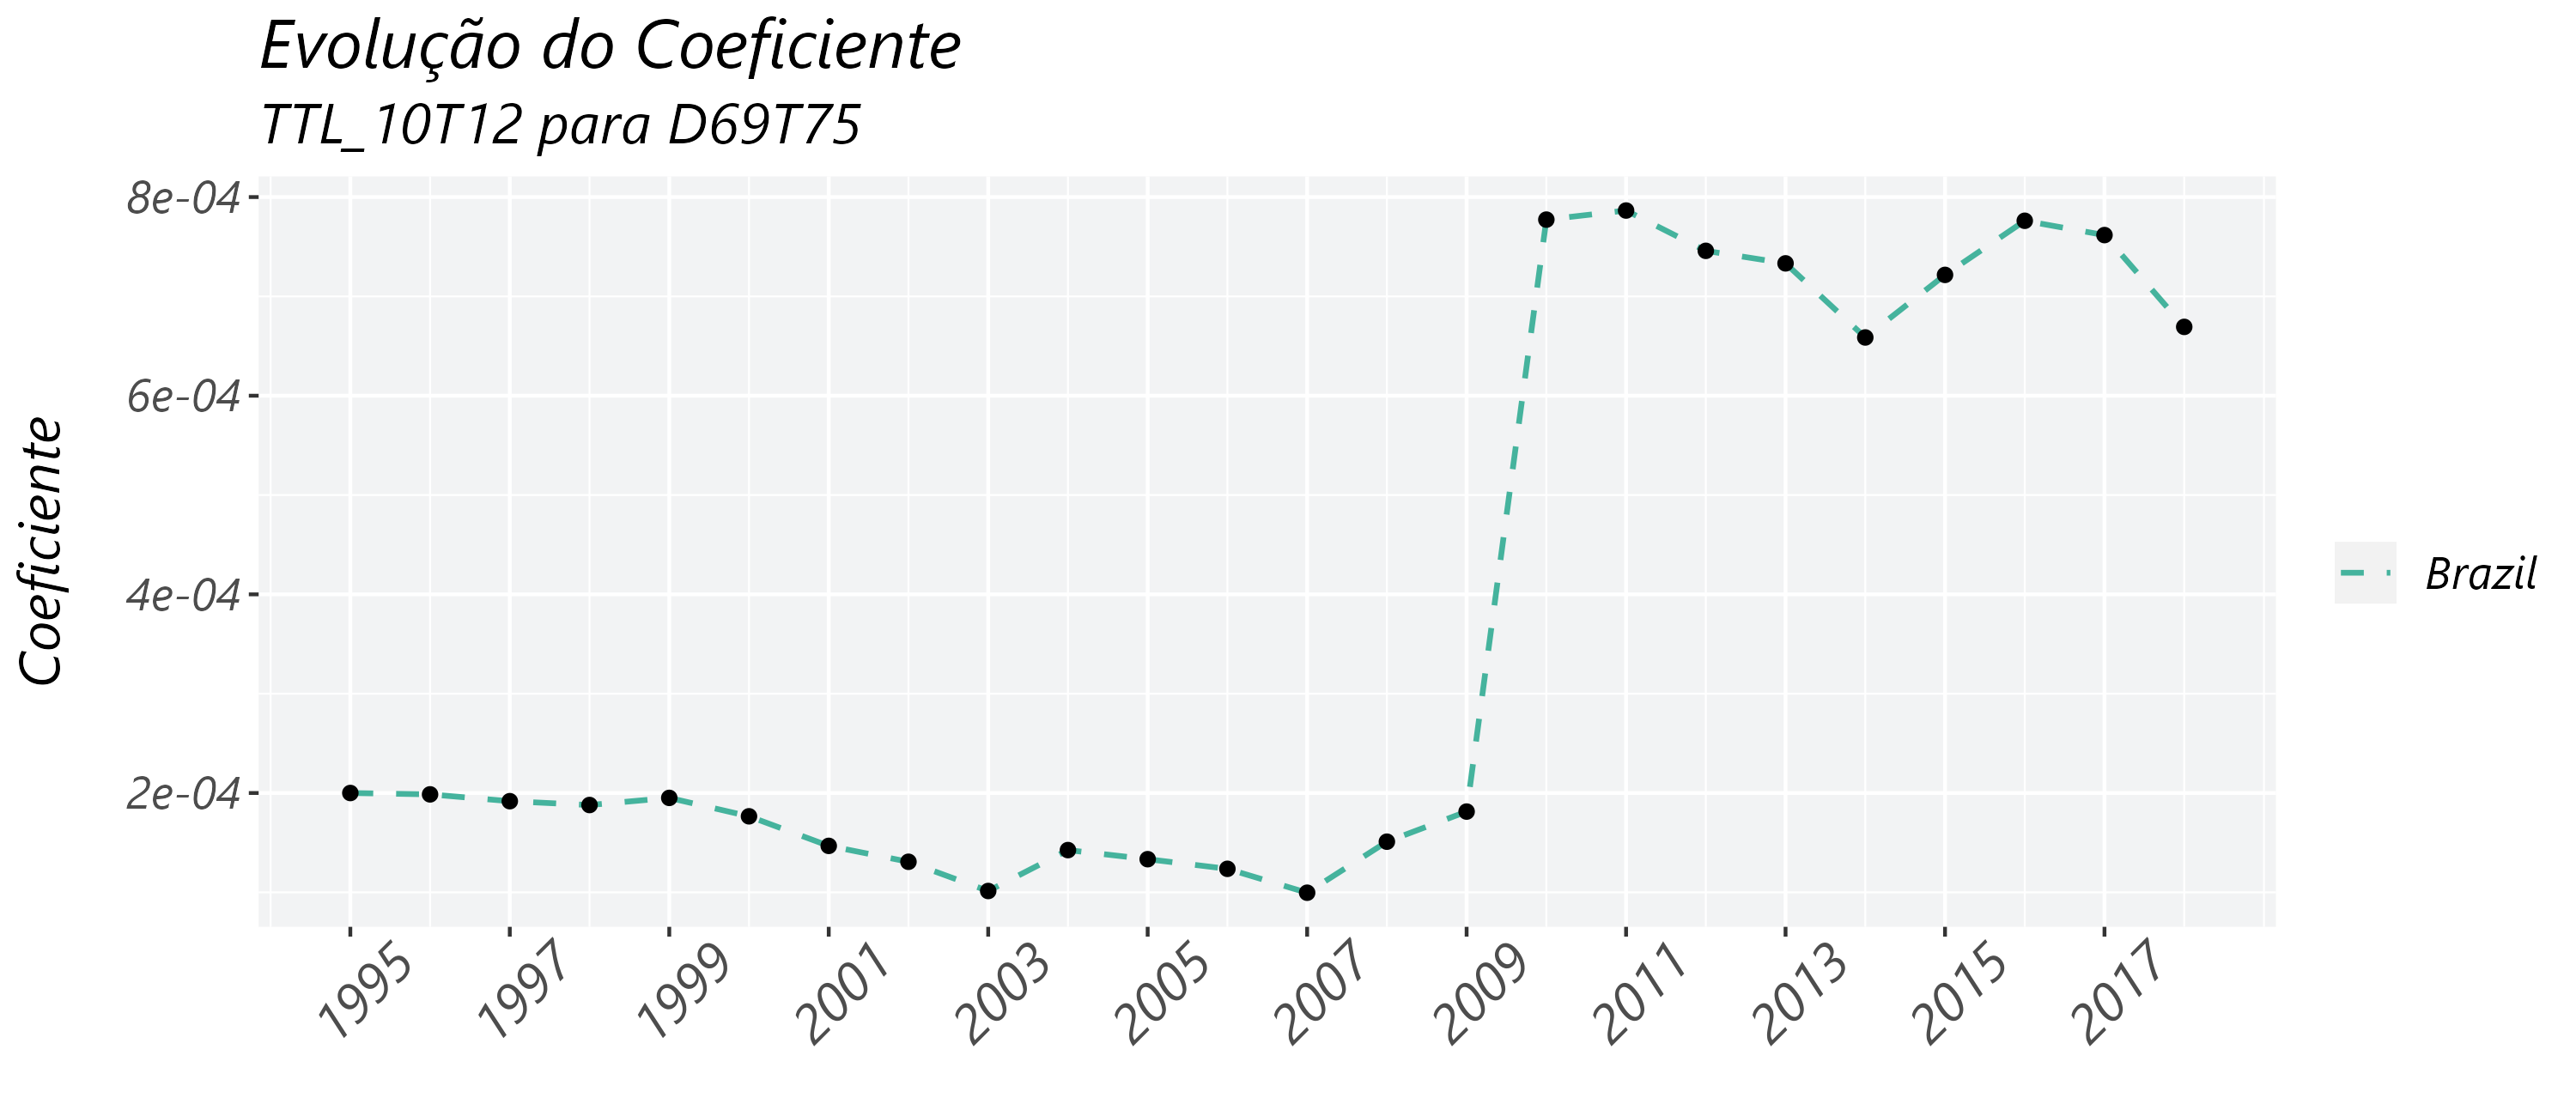 Evolução do Coeficiente
TTL_10T12 para D69T75
8e-04
6e-04
4e-04
2e-04
Coeficiente
1995
1997
1999
2001
2003
2005
2007
2009
2011
2013
2015
2017
Brazil